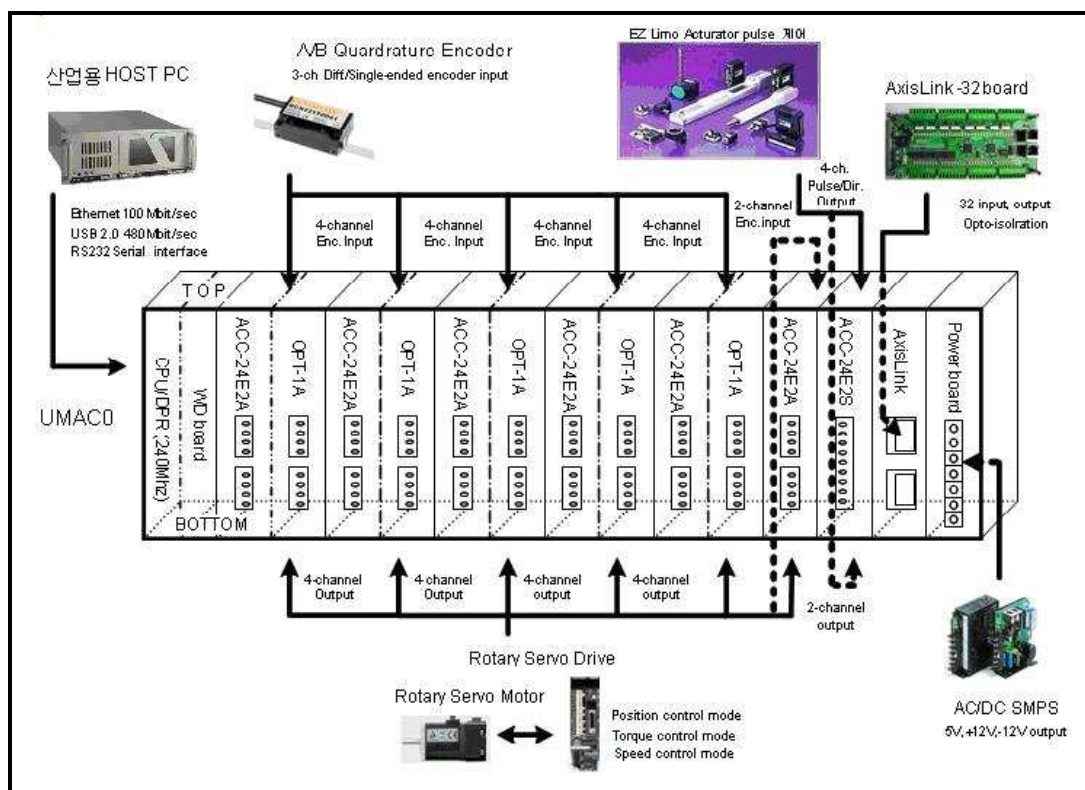 산업용 HOST PC
A/B Quardrature Encoder
3-ch Diff/Single-ended encoder input
EZ Limo Acturator pulse 제어
AxisLink-32board
Ethernet 100 Mbit/sec
USB 2.0 480Mbit/sec
RS232 Serial interface
4-channel
Enc. Input
4-channel
Enc. Input
4-channel
Enc. Input
4-channel
Enc. Input
2-channel
Enc.input
4-ch.
Pulse/Dir.
Output
32 input, output
Opto-isolration
TOP
UMAC0
CPU/DPR (240Mhz)
WD board
ACC-24E2A
OPT-1A
ACC-24E2A
OPT-1A
ACC-24E2A
OPT-1A
ACC-24E2A
OPT-1A
ACC-24E2A
OPT-1A
ACC-24E2A
ACC-24E2S
AxisLink
Power board
BOTTOM
4-channel
Output
4-channel
Output
4-channel
output
4-channel
output
2-channel
output
Rotary Servo Drive
Rotary Servo Motor
Position control mode
Torque control mode
Speed control mode
AC/DC SMPS
5V,+12V,-12V output